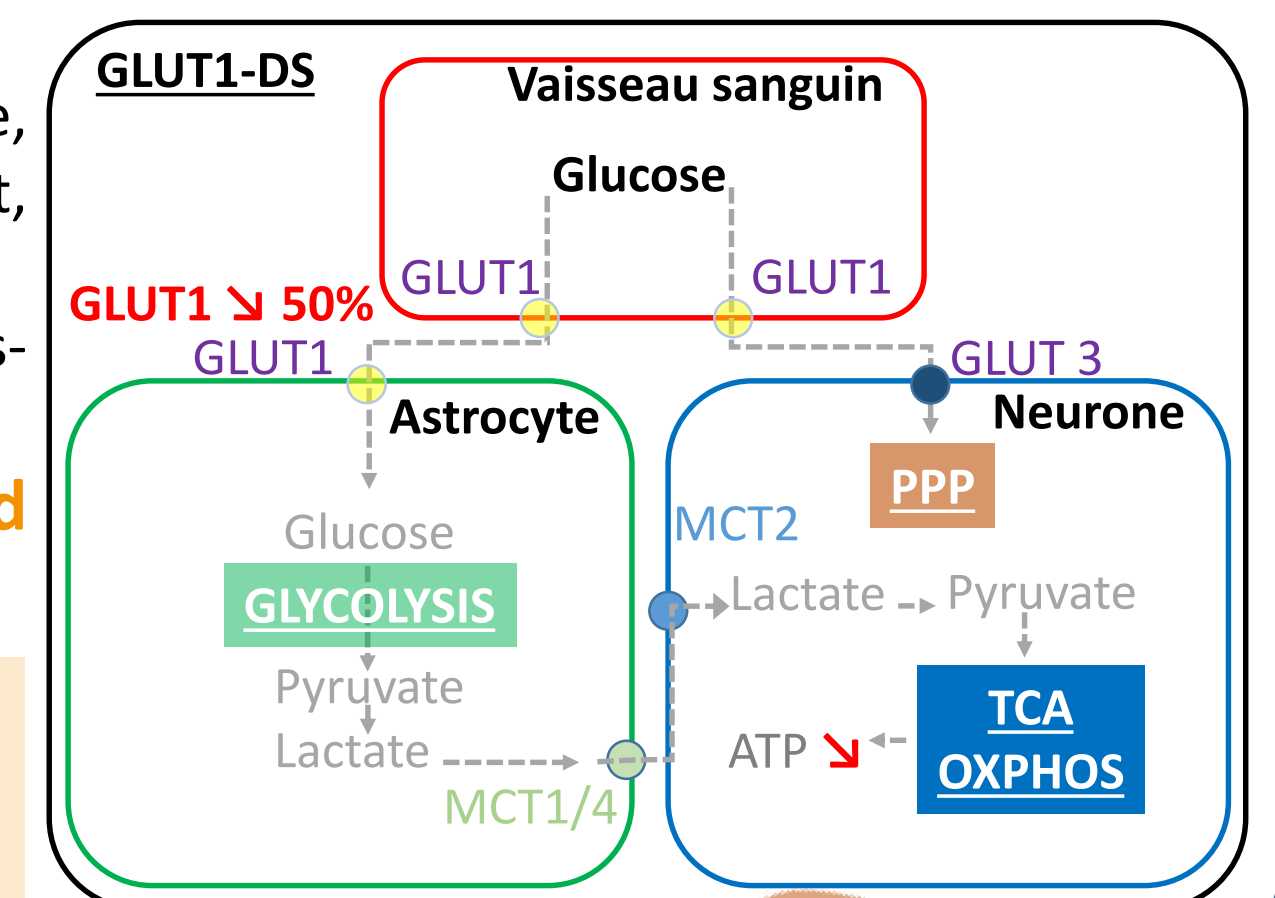 GLUT1-DS
Vaisseau sanguin
e,
t,
Glucose
GLUT1
GLUT1
GLUT1 ↘ 50%
s-
GLUT1
GLUT 3
Astrocyte
Neurone
d
PPP
MCT2
Glucose
GLYCOLYSIS
Lactate
Pyruvate
Pyruvate
Lactate
TCA
OXPHOS
ATP ↘
MCT1/4